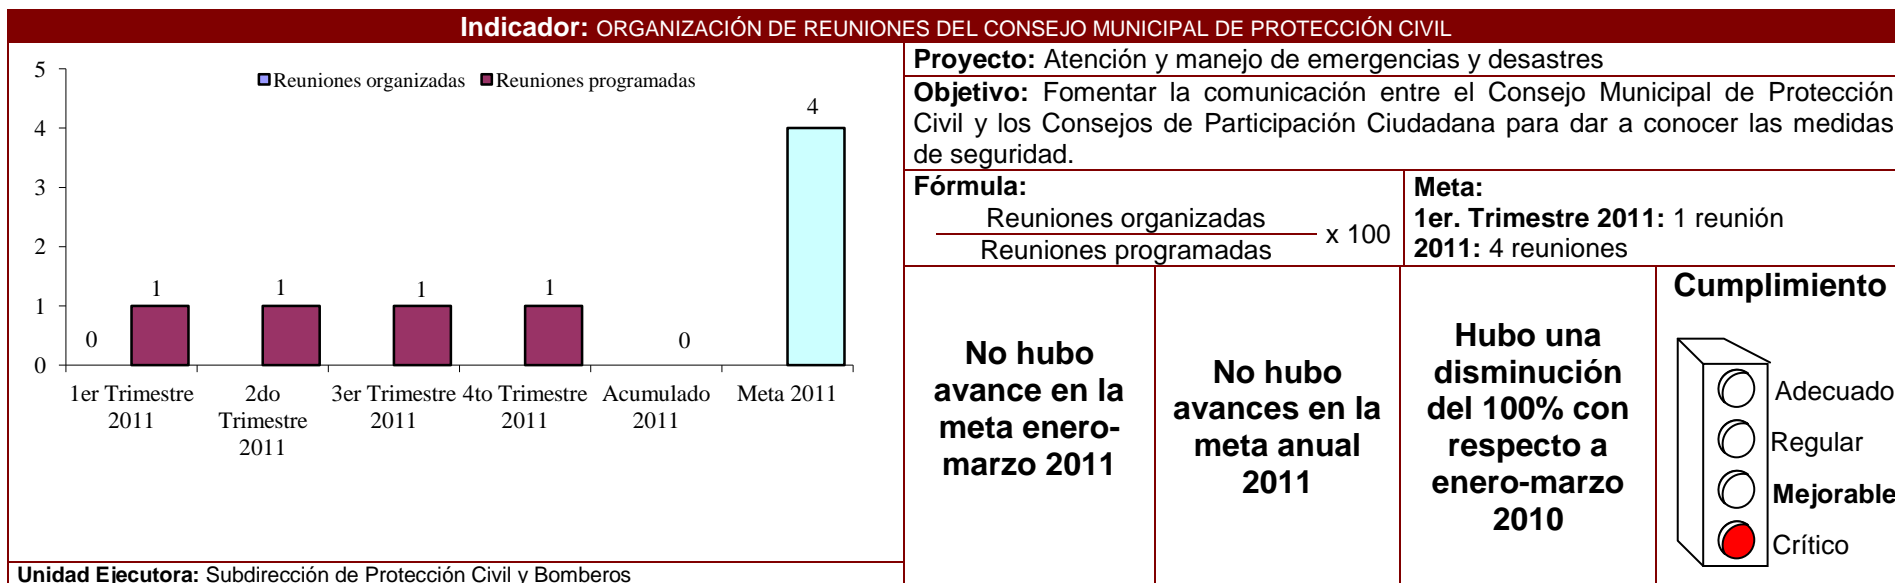 Indicador: ORGANIZACIÓN DE REUNIONES DEL CONSEJO MUNICIPAL DE PROTECCIÓN CIVIL
5
4
3
2
1
0
Reuniones organizadas Reuniones programadas
0
1
1
1
1
0
4
1er Trimestre
2011
2do
Trimestre
2011
3er Trimestre
2011
4to Trimestre
2011
Acumulado
2011
Meta 2011
Proyecto: Atención y manejo de emergencias y desastres
Objetivo: Fomentar la comunicación entre el Consejo Municipal de Protección
Civil y los Consejos de Participación Ciudadana para dar a conocer las medidas
de seguridad.
Fórmula:
Reuniones organizadas
Reuniones programadas
x 100
Meta:
1er. Trimestre 2011: 1 reunión
2011: 4 reuniones
No hubo
avance en la
meta enero-
marzo 2011
No hubo
avances en la
meta anual
2011
Hubo una
disminución
del 100% con
respecto a
enero-marzo
2010
Cumplimiento
Adecuado
Regular
Mejorable
Crítico
Unidad Ejecutora: Subdirección de Protección Civil y Bomberos